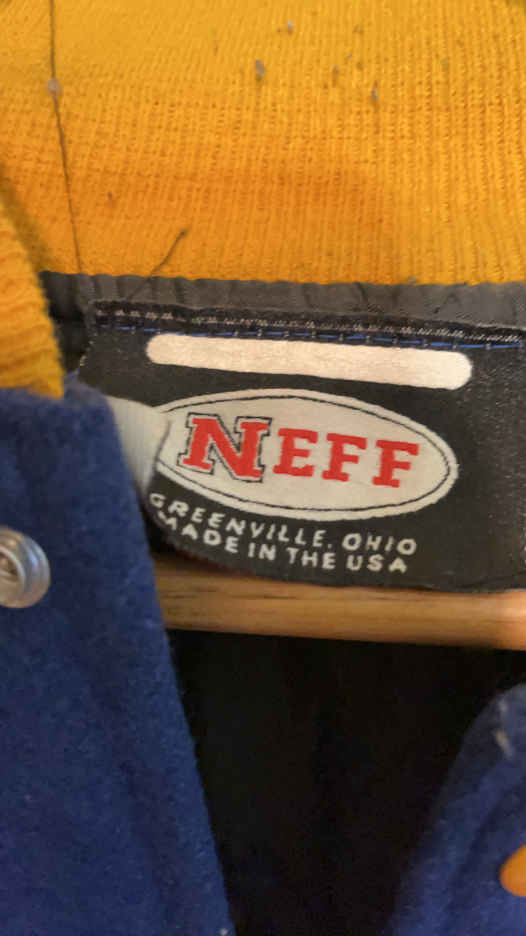 NEFF
GREENVILLE, OHIO
MADE IN THE USA